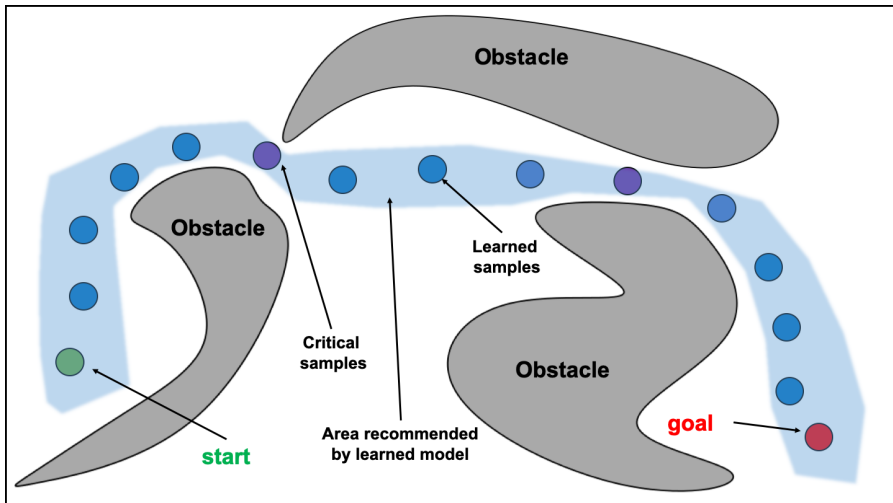 Obstacle
Obstacle
Learned
samples
Critical
samples
Obstacle
Area recommended
by learned model
goal
start